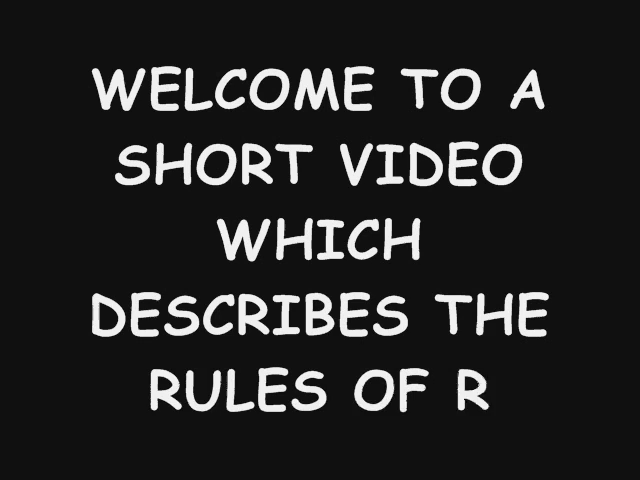 WELCOME TO A
SHORT VIDEO
WHICH
DESCRIBES THE
RULES OF R